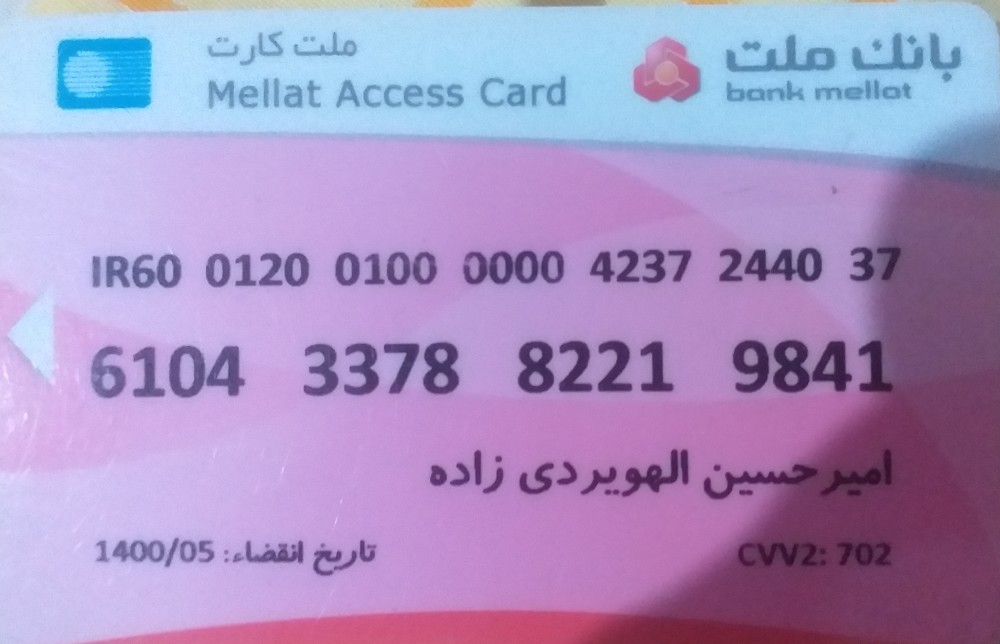 ملت کارت
Mellat Access Card
بانك ملت
bank mellat
IR60 0120 0100 0000 4237 2440 37
6104 3378 8221 9841
امیرحسین الهویردی زاده
تاریخ انقضاء: 1400/05
CVV2: 702